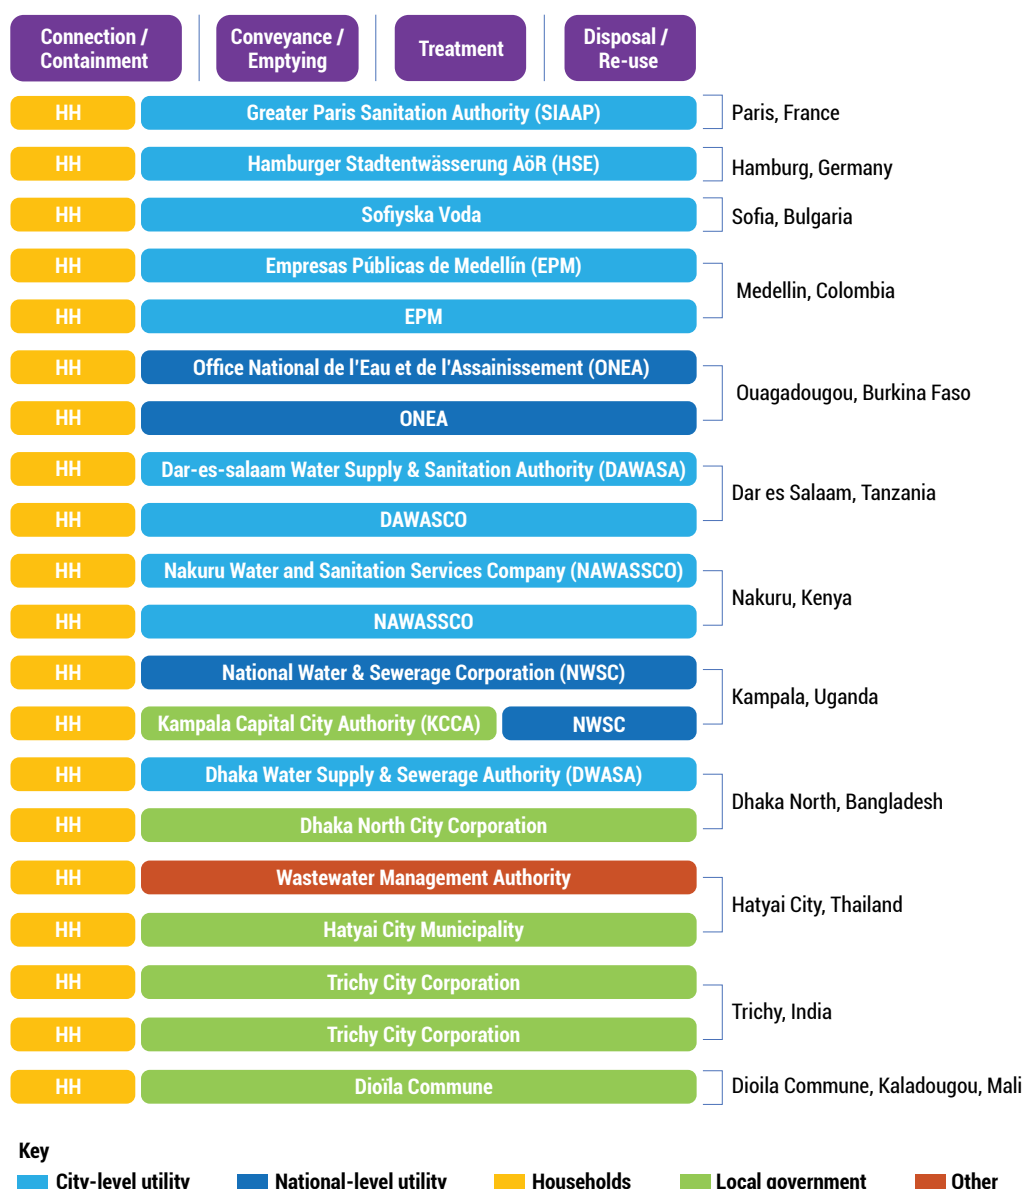 Connection /
Containment
Conveyance /
Emptying
Treatment
Disposal /
Re-use
HH
Greater Paris Sanitation Authority (SIAAP)
Paris, France
HH
Hamburger Stadtentwässerung AöR (HSE)
Hamburg, Germany
HH
Sofiyska Voda
Sofia, Bulgaria
HH
Empresas Públicas de Medellín (EPM)
HH
EPM
Medellin, Colombia
HH
Office National de l'Eau et de l'Assainissement (ONEA)
HH
ONEA
Ouagadougou, Burkina Faso
HH
Dar-es-salaam Water Supply & Sanitation Authority (DAWASA)
HH
DAWASCO
Dar es Salaam, Tanzania
HH
Nakuru Water and Sanitation Services Company (NAWASSCO)
HH
NAWASSCO
Nakuru, Kenya
HH
National Water & Sewerage Corporation (NWSC)
HH
Kampala Capital City Authority (KCCA)
NWSC
Kampala, Uganda
HH
Dhaka Water Supply & Sewerage Authority (DWASA)
HH
Dhaka North City Corporation
Dhaka North, Bangladesh
HH
Wastewater Management Authority
HH
Hatyai City Municipality
Hatyai City, Thailand
HH
Trichy City Corporation
HH
Trichy City Corporation
Trichy, India
HH
Dioïla Commune
Dioila Commune, Kaladougou, Mali
Key
City-level utility
National-level utility
Households
Local government
Other